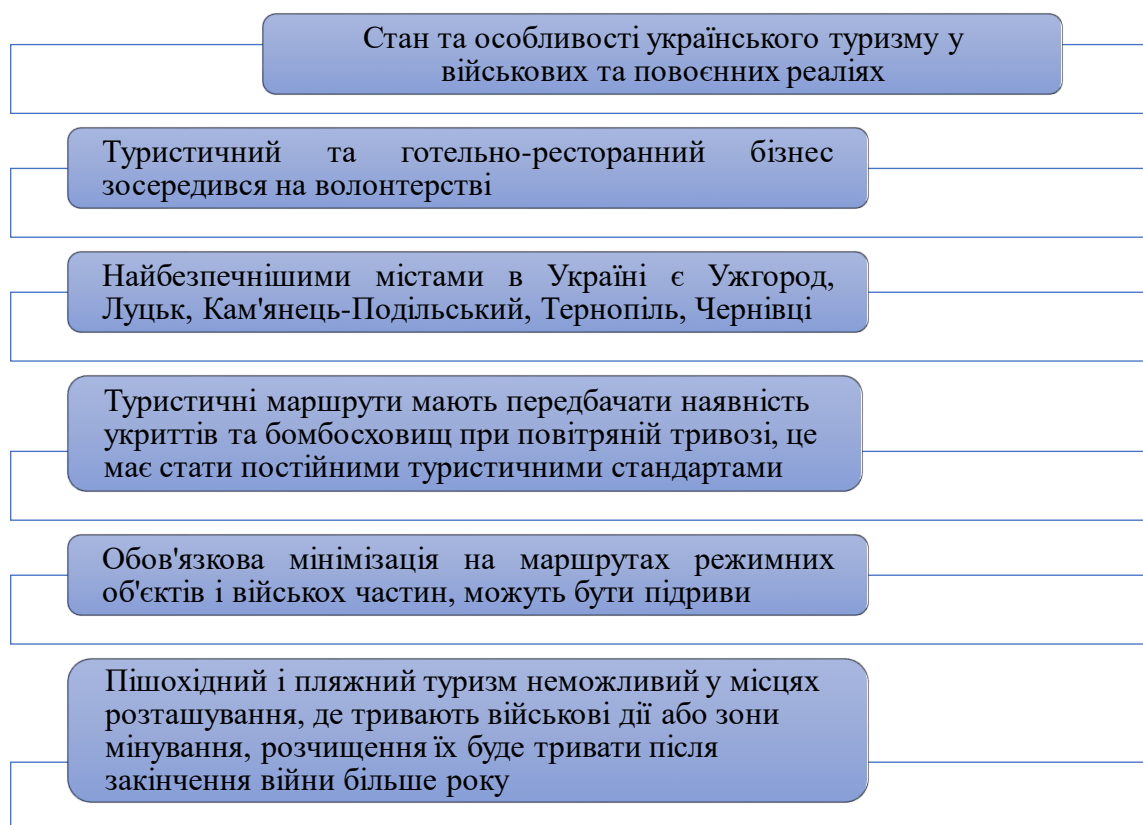 Стан та особливості українського туризму у
військових та повоєнних реаліях
Туристичний та готельно-ресторанний бізнес
зосередився на волонтерстві
Найбезпечнішими містами в Україні є Ужгород,
Луцьк, Кам'янець-Подільський, Тернопіль, Чернівці
Туристичні маршрути мають передбачати наявність
укриттів та бомбосховищ при повітряній тривозі, це
має стати постійними туристичними стандартами
Обов'язкова мінімізація на маршрутах режимних
об'єктів і військох частин, можуть бути підриви
Пішохідний і пляжний туризм неможливий у місцях
розташування, де тривають військові дії або зони
мінування, розчищення їх буде тривати після
закінчення війни більше року